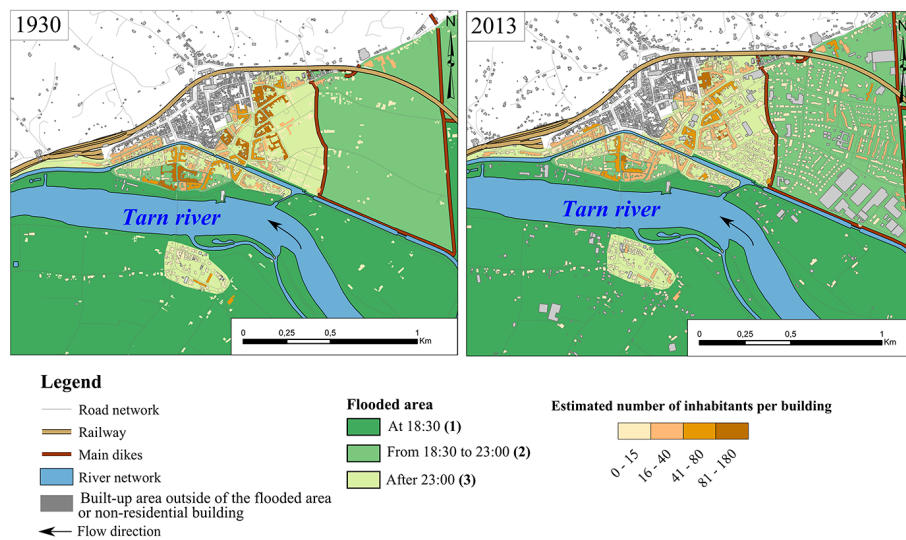 1930
N
Tarn river
0 0,25 0,5 1
Km
2013
N
Tarn river
0 0,25 0,5 1
Km
Legend
Road network
Railway
Main dikes
River network
Built-up area outside of the flooded area
or non-residential building
Flow direction
Flooded area
At 18:30 (1)
From 18:30 to 23:00 (2)
After 23:00 (3)
Estimated number of inhabitants per building
0 - 15
16 - 40
41 - 80
81 - 180